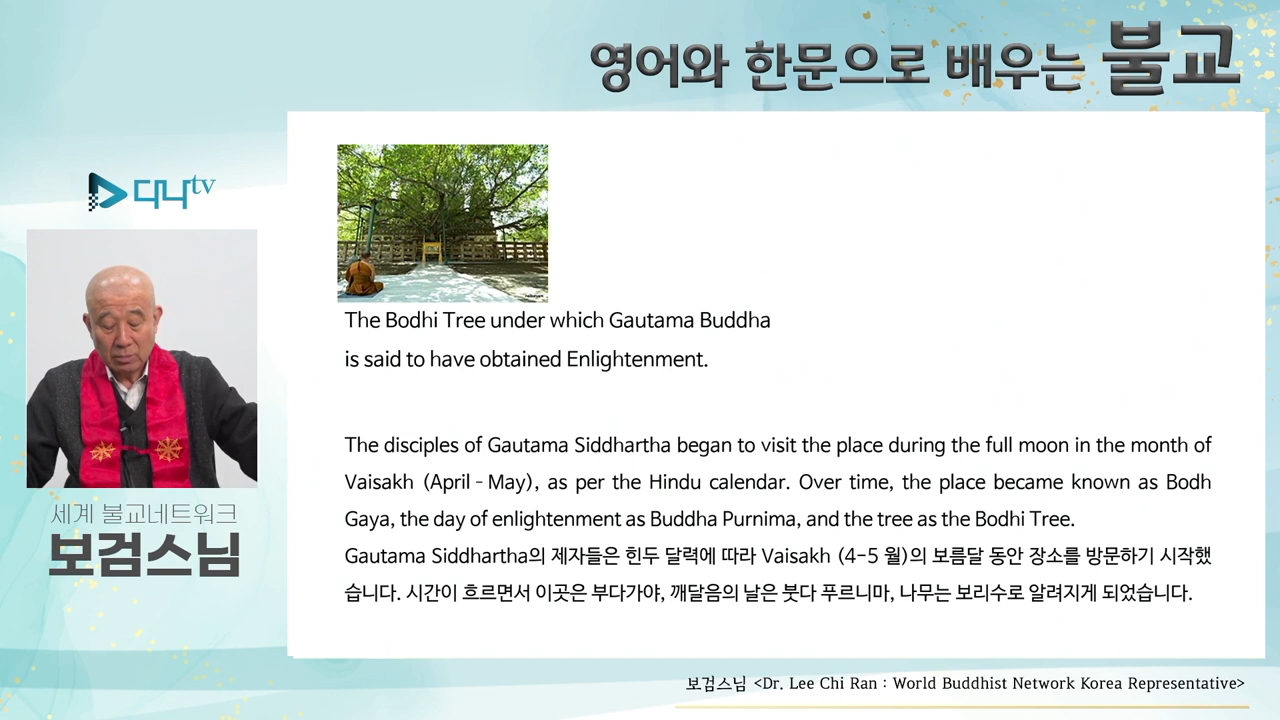 영어와 한문으로 배우는 불교
디나tv
The Bodhi Tree under which Gautama Buddha
is said to have obtained Enlightenment.
The disciples of Gautama Siddhartha began to visit the place during the full moon in the month of
Vaisakh (April - May), as per the Hindu calendar. Over time, the place became known as Bodh
Gaya, the day of enlightenment as Buddha Purnima, and the tree as the Bodhi Tree.
Gautama Siddhartha의 제자들은 힌두 달력에 따라 Vaisakh (4-5 월)의 보름달 동안 장소를 방문하기 시작했
습니다. 시간이 흐르면서 이곳은 부다가야, 깨달음의 날은 붓다 푸르니마, 나무는 보리수로 알려지게 되었습니다.
세계 불교네트워크
보검스님
보검스님 <Dr. Lee Chi Ran : World Buddhist Network Korea Representative>